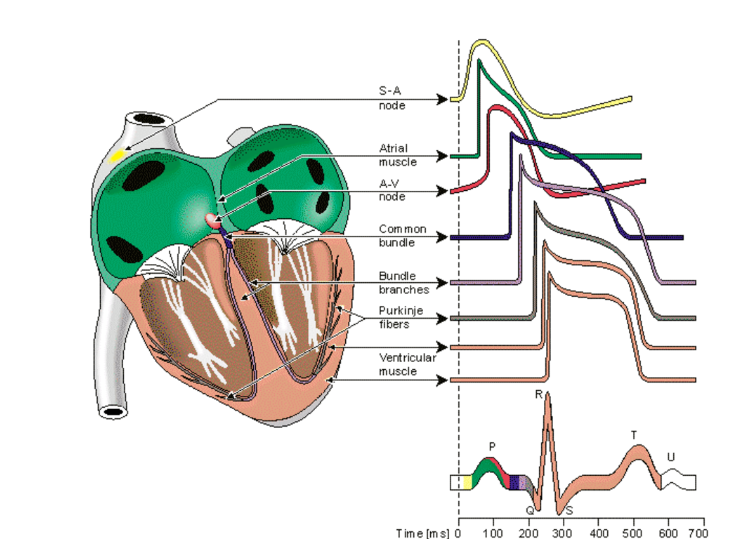 S-A
node
Atrial
muscle
A-V
node
Common
bundle
Bundle
branches
Purkinje
fibers
Ventricular
muscle
R
P
T
U
Q
S
Time [ms]
0 100 200 300 400 500 600 700